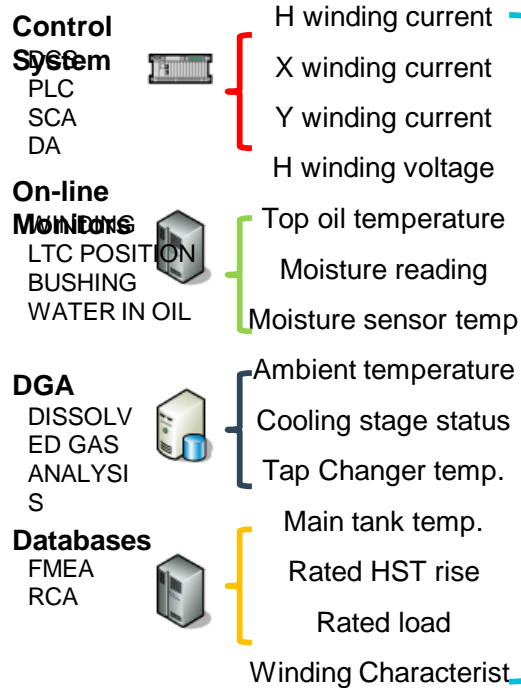 Control
System
DCS
PLC
SCA
DA
On-line
Monitors
WINDING
LTC POSITION
BUSHING
WATER IN OIL
DGA
DISSOLV
ED GAS
ANALYSI
S
Databases
FMEA
RCA
H winding current
X winding current
Y winding current
H winding voltage
Top oil temperature
Moisture reading
Moisture sensor temp
Ambient temperature
Cooling stage status
Tap Changer temp.
Main tank temp.
Rated HST rise
Rated load
Winding Characterist